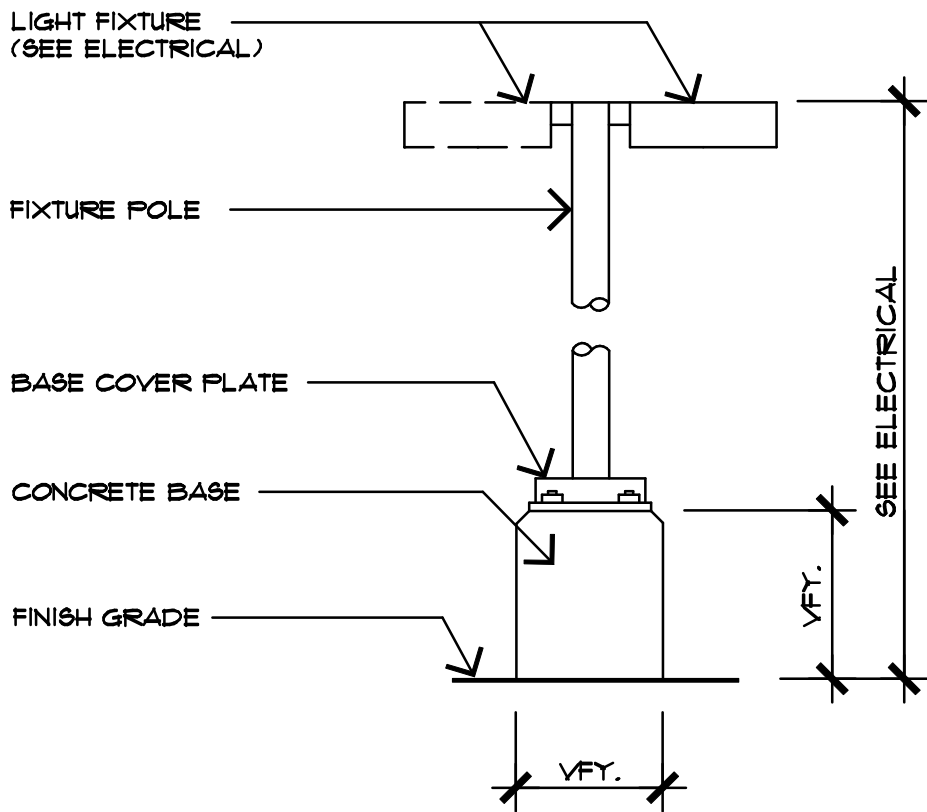 LIGHT FIXTURE
(SEE ELECTRICAL)
FIXTURE POLE
BASE COVER PLATE
CONCRETE BASE
FINISH GRADE
SEE ELECTRICAL
VFY.
VFY.